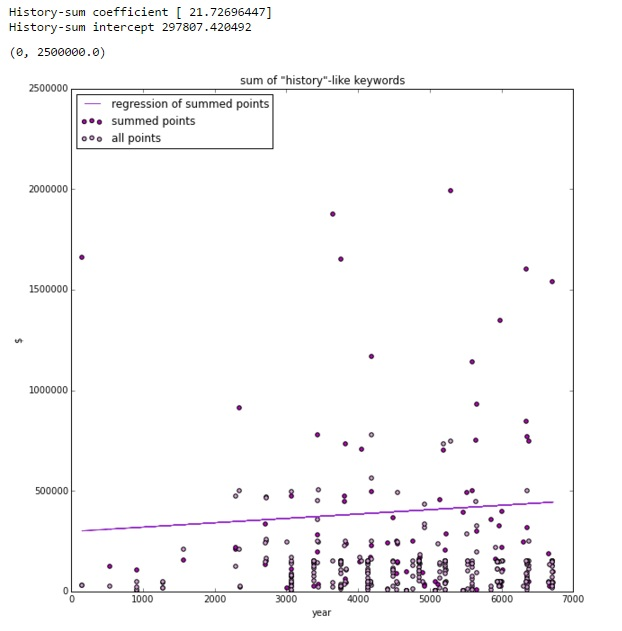 History-sum coefficient [ 21.72696447]
History-sum intercept 297807.420492
(0, 2500000.0)
sum of "history"-like keywords
2500000
regression of summed points
summed points
all points
2000000
1500000
$
1000000
500000
0
0 1000 2000 3000 4000 5000 6000 7000
year